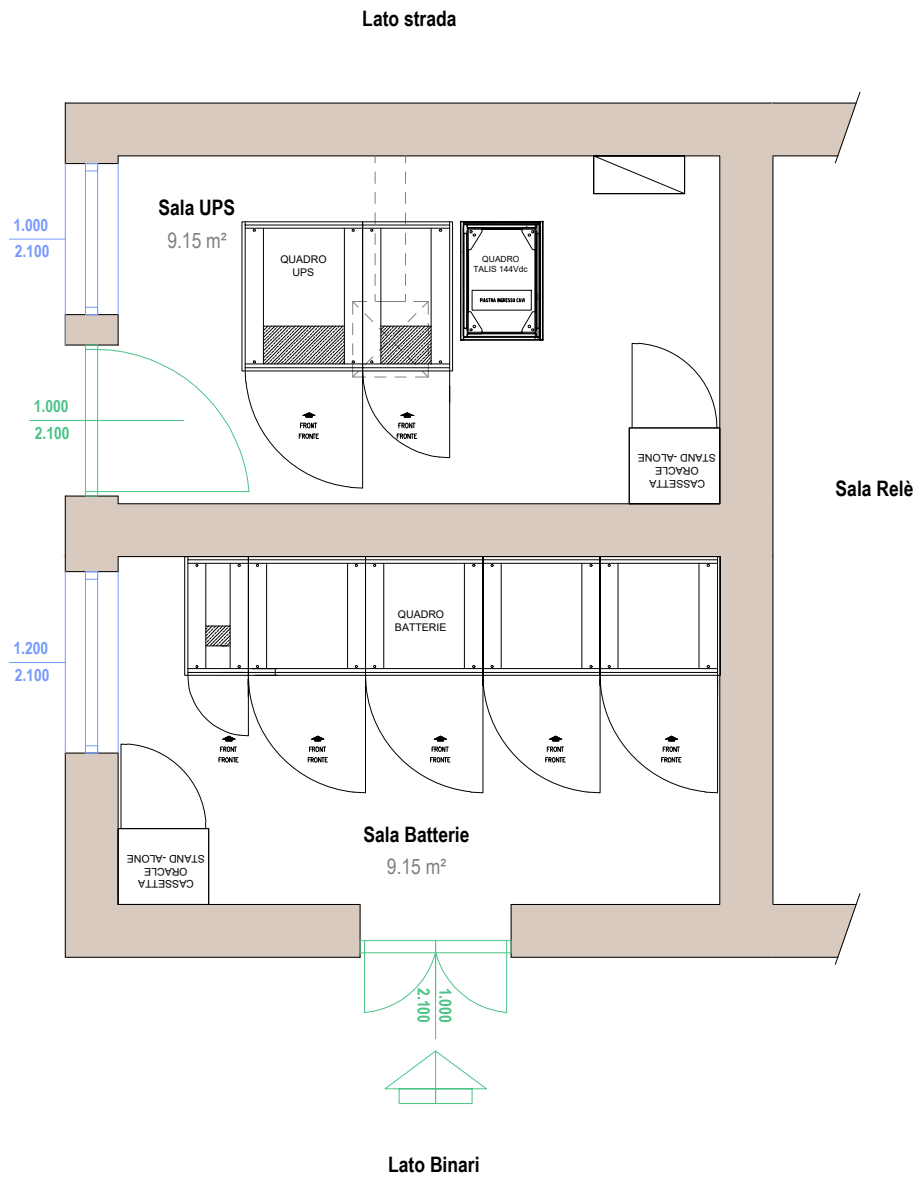 Lato strada
Sala UPS
9.15 m²
1.000
2.100
QUADRO
UPS
QUADRO
TALIS 144Vdc
PIASTRA INGRESSO CAVI
1.000
2.100
FRONT
FRONTE
FRONT
FRONTE
CASSETTA
ORACLE
STAND-ALONE
Sala Relè
QUADRO
BATTERIE
1.200
2.100
FRONT
FRONTE
FRONT
FRONTE
FRONT
FRONTE
FRONT
FRONTE
FRONT
FRONTE
Sala Batterie
9.15 m²
CASSETTA
ORACLE
STAND-ALONE
1.000
2.100
Lato Binari